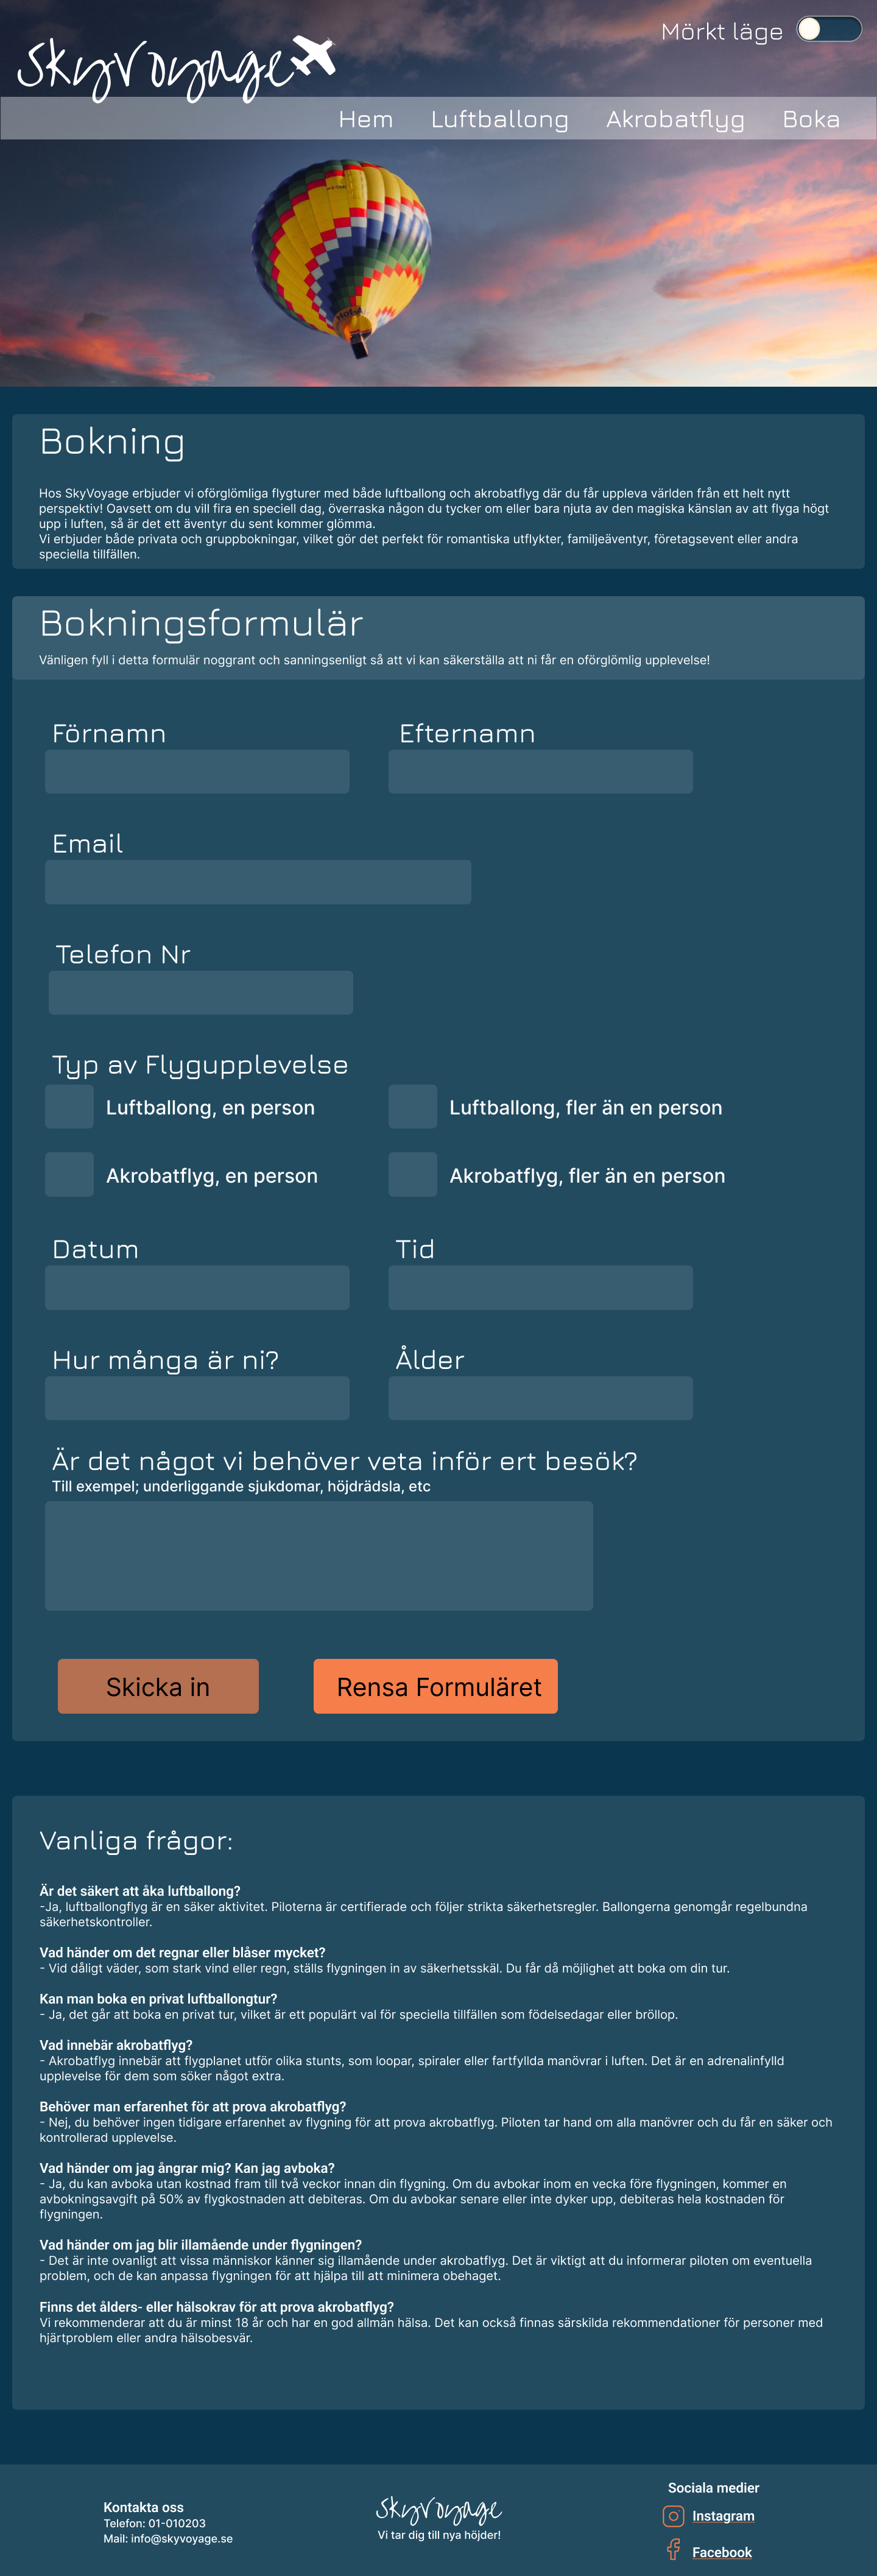 SkyVoyage
Mörkt läge
Hem
Luftballong
Akrobatflyg
Boka
Bokning
Hos SkyVoyage erbjuder vi oförglömliga flygturer med både luftballong och akrobatflyg där du får uppleva världen från ett helt nytt
perspektiv! Oavsett om du vill fira en speciell dag, överraska någon du tycker om eller bara njuta av den magiska känslan av att flyga högt
upp i luften, så är det ett äventyr du sent kommer glömma.
Vi erbjuder både privata och gruppbokningar, vilket gör det perfekt för romantiska utflykter, familjeäventyr, företagsevent eller andra
speciella tillfällen.
Bokningsformulär
Vänligen fyll i detta formulär noggrant och sanningsenligt så att vi kan säkerställa att ni får en oförglömlig upplevelse!
Förnamn
Efternamn
Email
Telefon Nr
Typ av Flygupplevelse
Luftballong, en person
Luftballong, fler än en person
Akrobatflyg, en person
Akrobatflyg, fler än en person
Datum
Tid
Hur många är ni?
Ålder
Är det något vi behöver veta inför ert besök?
Till exempel; underliggande sjukdomar, höjdrädsla, etc
Skicka in
Rensa Formuläret
Vanliga frågor:
Är det säkert att åka luftballong?
-Ja, luftballongflyg är en säker aktivitet. Piloterna är certifierade och följer strikta säkerhetsregler. Ballongerna genomgår regelbundna
säkerhetskontroller.
Vad händer om det regnar eller blåser mycket?
- Vid dåligt väder, som stark vind eller regn, ställs flygningen in av säkerhetsskäl. Du får då möjlighet att boka om din tur.
Kan man boka en privat luftballongtur?
- Ja, det går att boka en privat tur, vilket är ett populärt val för speciella tillfällen som födelsedagar eller bröllop.
Vad innebär akrobatflyg?
- Akrobatflyg innebär att flygplanet utför olika stunts, som loopar, spiraler eller fartfyllda manövrar i luften. Det är en adrenalinfylld
upplevelse för dem som söker något extra.
Behöver man erfarenhet för att prova akrobatflyg?
- Nej, du behöver ingen tidigare erfarenhet av flygning för att prova akrobatflyg. Piloten tar hand om alla manövrer och du får en säker och
kontrollerad upplevelse.
Vad händer om jag ångrar mig? Kan jag avboka?
- Ja, du kan avboka utan kostnad fram till två veckor innan din flygning. Om du avbokar inom en vecka före flygningen, kommer en
avbokningsavgift på 50% av flygkostnaden att debiteras. Om du avbokar senare eller inte dyker upp, debiteras hela kostnaden för
flygningen.
Vad händer om jag blir illamående under flygningen?
- Det är inte ovanligt att vissa människor känner sig illamående under akrobatflyg. Det är viktigt att du informerar piloten om eventuella
problem, och de kan anpassa flygningen för att hjälpa till att minimera obehaget.
Finns det ålders- eller hälsokrav för att prova akrobatflyg?
Vi rekommenderar att du är minst 18 år och har en god allmän hälsa. Det kan också finnas särskilda rekommendationer för personer med
hjärtproblem eller andra hälsobesvär.
Kontakta oss
Telefon: 01-010203
Mail: info@skyvoyage.se
SkyVoyage
Vi tar dig till nya höjder!
Sociala medier
Instagram
Facebook